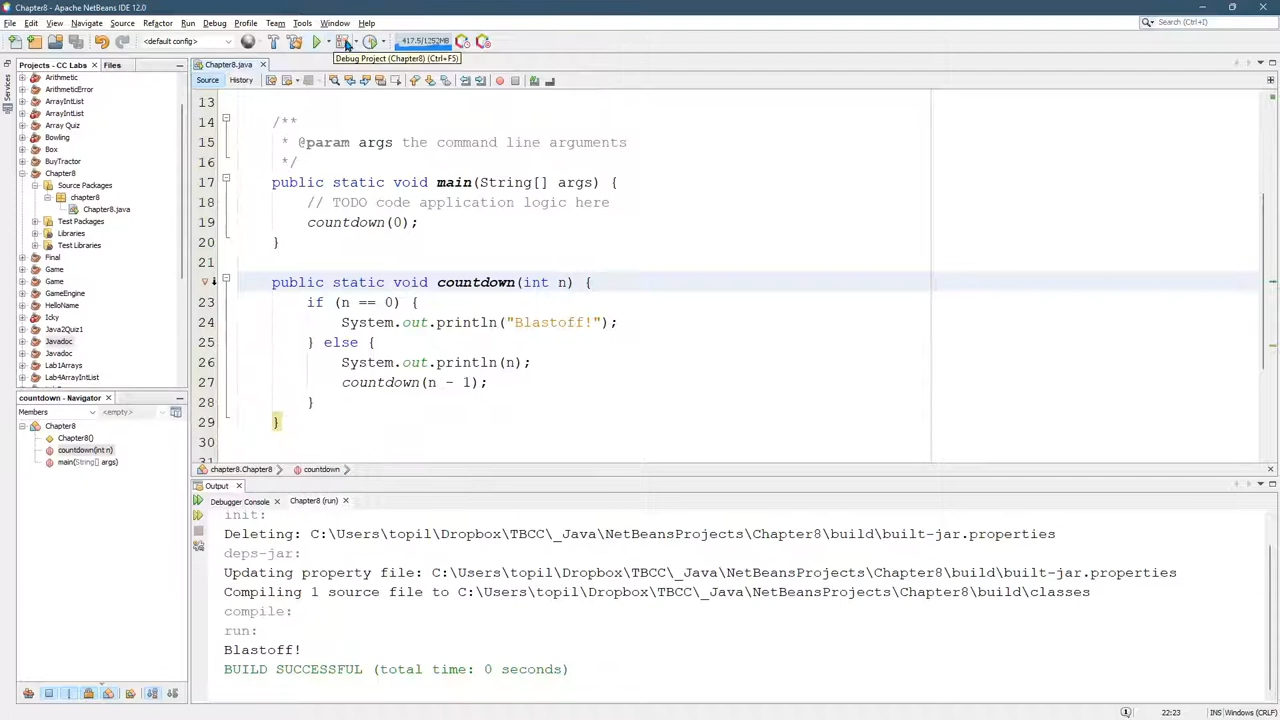 Chapter8 - Apache NetBeans IDE 12.0
File Edit View Navigate Source Refactor Run Debug Profile Team Tools Window Help
Search (Ctrl+I)
<default config>
417.5/1252MB
Debug Project (Chapter8) (Ctrl+F5)
Projects - CC Labs
Files
Services
Arithmetic
ArithmeticError
ArrayIntList
ArrayIntList
Array Quiz
Bowling
Box
BuyTractor
Chapter8
Source Packages
chapter8
Chapter8.java
Test Packages
Libraries
Test Libraries
Final
Game
Game
GameEngine
HelloName
Icky
Java2Quiz1
Javadoc
Javadoc
Lab1Arrays
Lab4ArrayIntList
countdown - Navigator
Members
<empty>
Chapter8
Chapter8()
countdown(int n)
main(String[] args)
Chapter8.java
Source History
13
14 /**
15 * @param args the command line arguments
16 */
17 public static void main(String[] args) {
18 // TODO code application logic here
19 countdown(0);
20 }
21
public static void countdown(int n) {
23 if (n == 0) {
24 System.out.println("Blastoff!");
25 } else {
26 System.out.println(n);
27 countdown(n - 1);
28 }
29 }
30
chapter8.Chapter8 countdown
Output
Debugger Console Chapter8 (run)
init:
Deleting: C:\Users\topil\Dropbox\TBCC\_Java\NetBeansProjects\Chapter8\build\built-jar.properties
deps-jar:
Updating property file: C:\Users\topil\Dropbox\TBCC\_Java\NetBeansProjects\Chapter8\build\built-jar.properties
Compiling 1 source file to C:\Users\topil\Dropbox\TBCC\_Java\NetBeansProjects\Chapter8\build\classes
compile:
run:
Blastoff!
BUILD SUCCESSFUL (total time: 0 seconds)
22:23 INS Windows (CRLF)